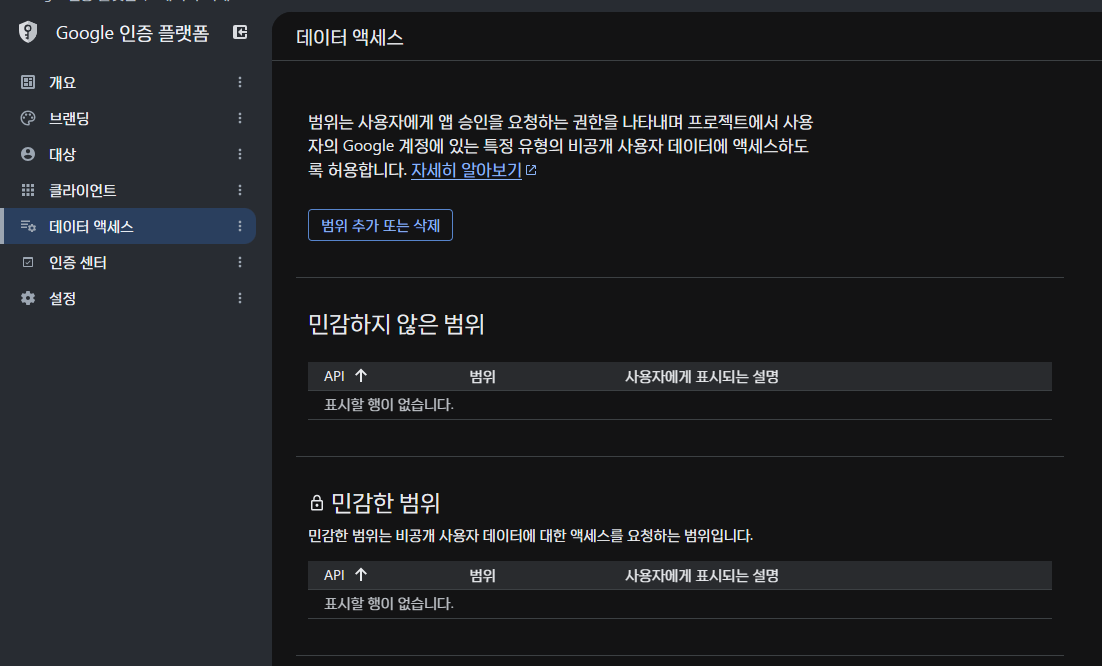 Google 인증 플랫폼
개요
브랜딩
대상
클라이언트
데이터 액세스
인증 센터
설정
데이터 액세스
범위는 사용자에게 앱 승인을 요청하는 권한을 나타내며 프로젝트에서 사용
자의 Google 계정에 있는 특정 유형의 비공개 사용자 데이터에 액세스하도
록 허용합니다. 자세히 알아보기
범위 추가 또는 삭제
민감하지 않은 범위
API 범위 사용자에게 표시되는 설명
표시할 행이 없습니다.
민감한 범위
민감한 범위는 비공개 사용자 데이터에 대한 액세스를 요청하는 범위입니다.
API 범위 사용자에게 표시되는 설명
표시할 행이 없습니다.